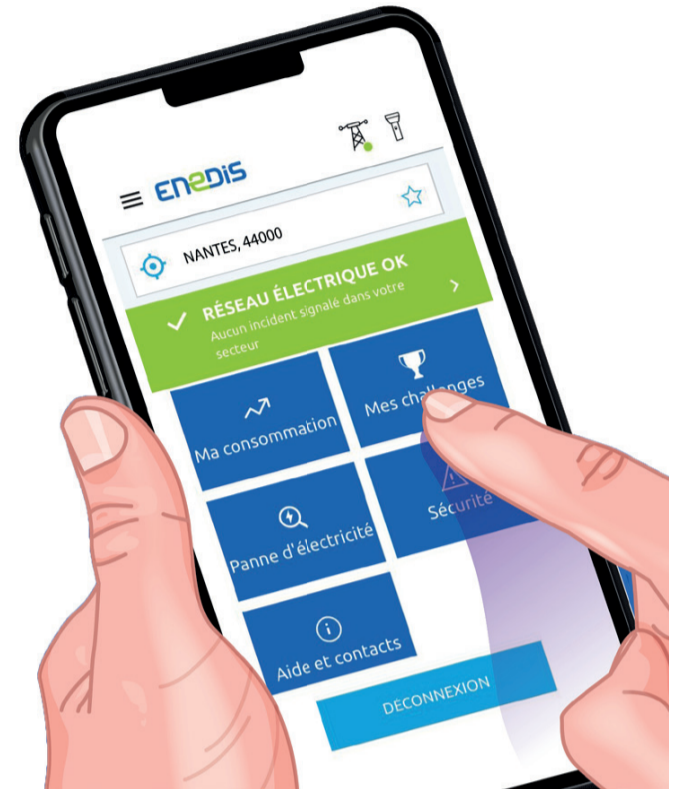 ENEDIS
NANTES, 44000
RÉSEAU ÉLECTRIQUE OK
Aucun incident signalé dans votre
secteur
Ma consommation
Mes challenges
Panne d'électricité
Sécurité
Aide et contacts
DÉCONNEXION